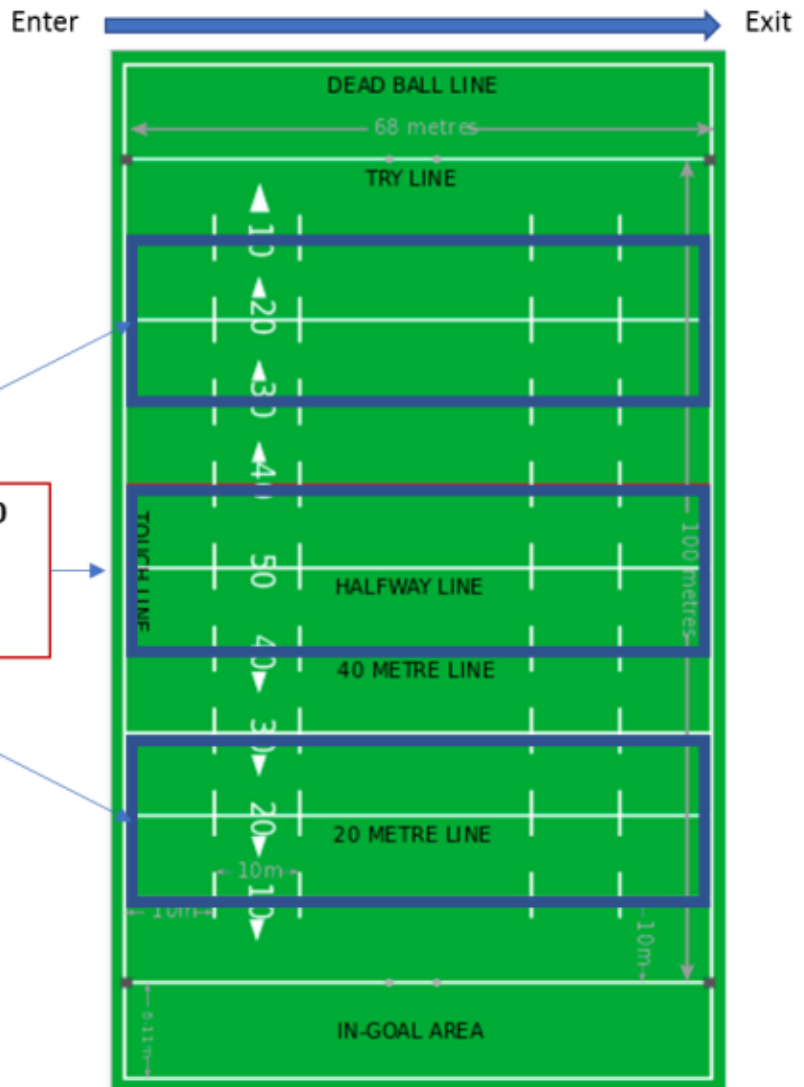 Enter
Exit
DEAD BALL LINE
68 metres
TRY LINE
10
20
30
40
0
TOUCH LINE
50
100 metres
HALFWAY LINE
40
40 METRE LINE
30
20
20 METRE LINE
10m
10
10m
10m
IN-GOAL AREA